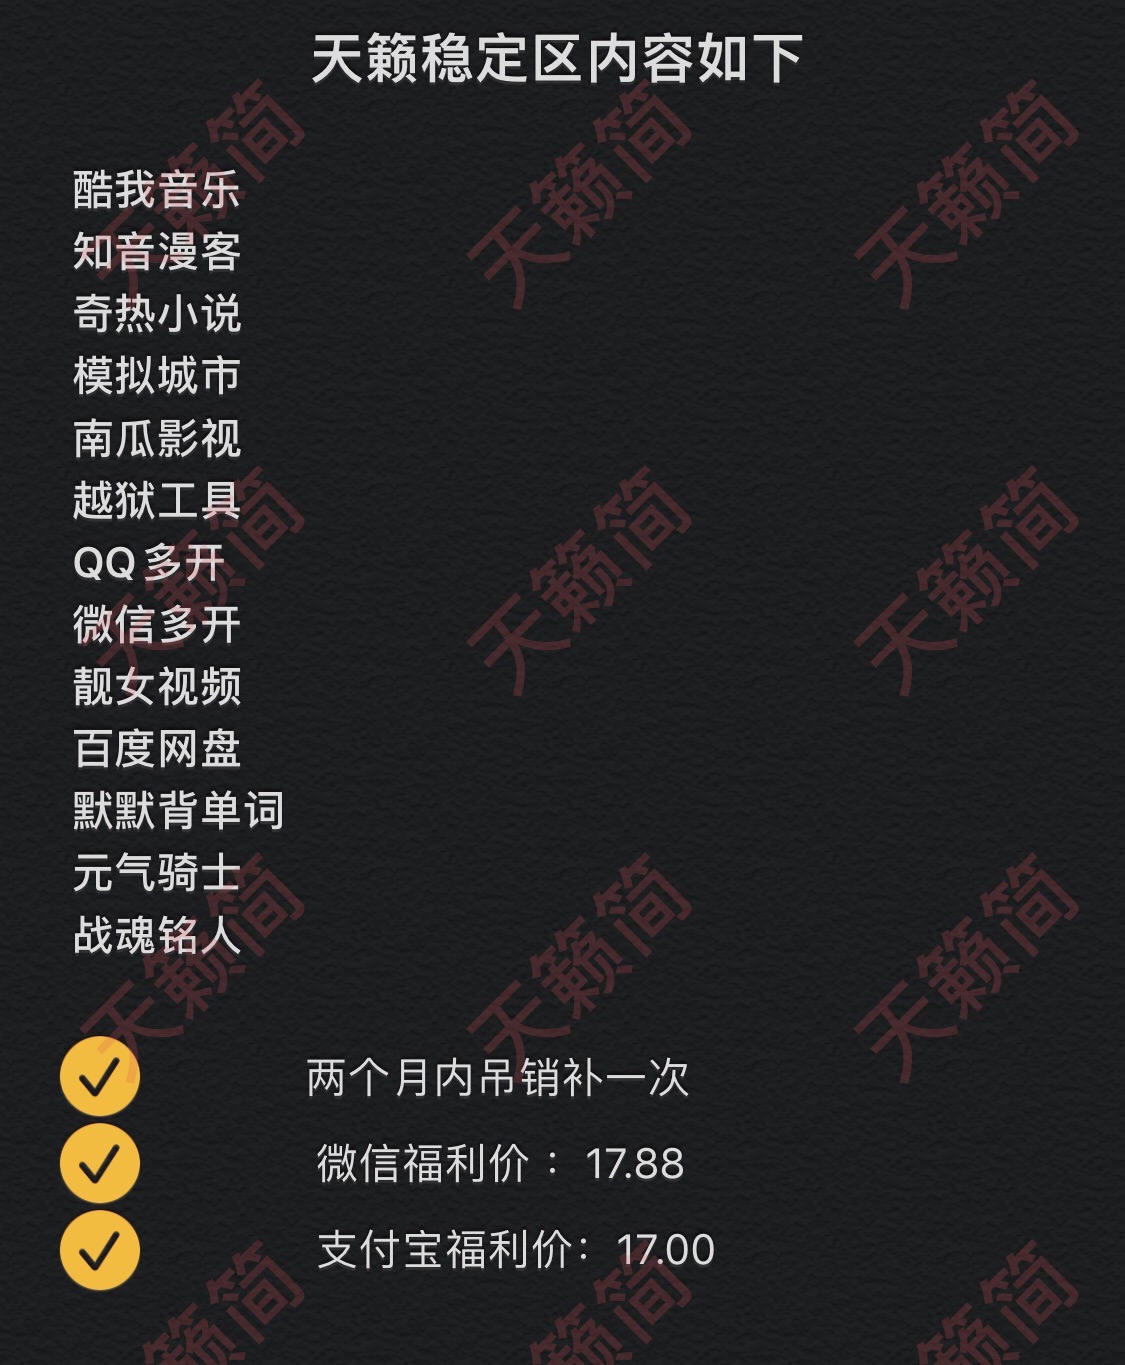 天籁稳定区内容如下
酷我音乐
知音漫客
奇热小说
模拟城市
南瓜影视
越狱工具
QQ多开
微信多开
靓女视频
百度网盘
默默背单词
元气骑士
战魂铭人
两个月内吊销补一次
微信福利价：17.88
支付宝福利价：17.00
天籁简
天籁简
天籁简
天籁简
天籁简
天籁简
天籁简
天籁简
天籁简
籁简
籁简
籁简